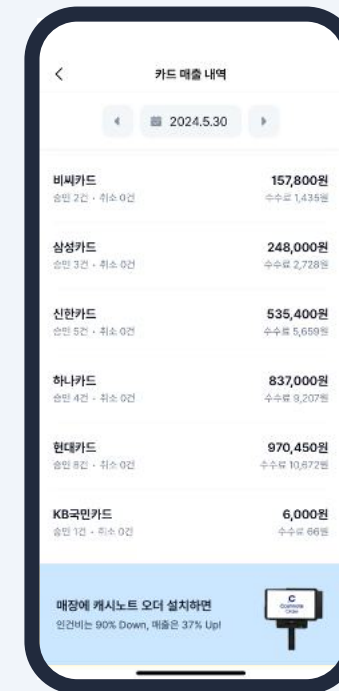 카드 매출 내역
2024.5.30
비씨카드 157,800원
승인 2건 · 취소 0건 수수료 1,435원
삼성카드 248,000원
승인 3건 · 취소 0건 수수료 2,728원
신한카드 535,400원
승인 5건 · 취소 0건 수수료 5,659원
하나카드 837,000원
승인 4건 · 취소 0건 수수료 9,207원
현대카드 970,450원
승인 8건 · 취소 0건 수수료 10,672원
KB국민카드 6,000원
승인 1건 · 취소 0건 수수료 66원
매장에 캐시노트 오더 설치하면
인건비는 90% Down, 매출은 37% Up!
C